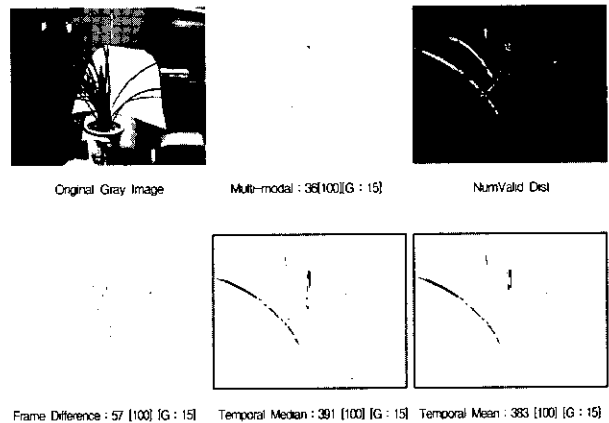 Original Gray Image
Multi-modal : 36[100][G : 15]
NumValid Dist
Frame Difference : 57 [100] [G : 15]
Temporal Median : 391 [100] [G : 15]
Temporal Mean : 383 [100] [G : 15]